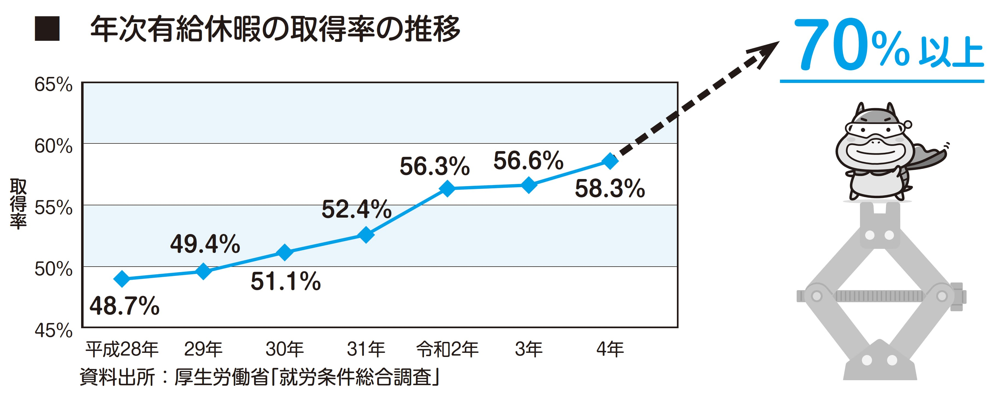 ■ 年次有給休暇の取得率の推移
70%以上
65%
60%
55%
50%
45%
取得率
48.7%
49.4%
51.1%
52.4%
56.3%
56.6%
58.3%
平成28年 29年 30年 31年 令和2年 3年 4年
資料出所：厚生労働省「就労条件総合調査」